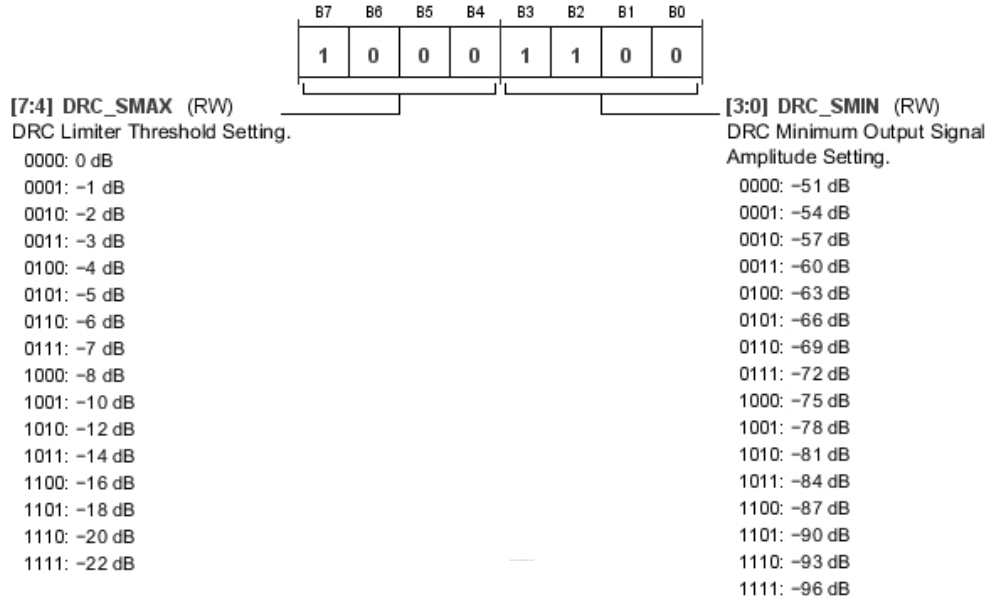 B7 B6 B5 B4 B3 B2 B1 B0
1 0 0 0 1 1 0 0
[7:4] DRC_SMAX (RW)
DRC Limiter Threshold Setting.
0000: 0 dB
0001: −1 dB
0010: −2 dB
0011: −3 dB
0100: −4 dB
0101: −5 dB
0110: −6 dB
0111: −7 dB
1000: −8 dB
1001: −10 dB
1010: −12 dB
1011: −14 dB
1100: −16 dB
1101: −18 dB
1110: −20 dB
1111: −22 dB
[3:0] DRC_SMIN (RW)
DRC Minimum Output Signal
Amplitude Setting.
0000: −51 dB
0001: −54 dB
0010: −57 dB
0011: −60 dB
0100: −63 dB
0101: −66 dB
0110: −69 dB
0111: −72 dB
1000: −75 dB
1001: −78 dB
1010: −81 dB
1011: −84 dB
1100: −87 dB
1101: −90 dB
1110: −93 dB
1111: −96 dB